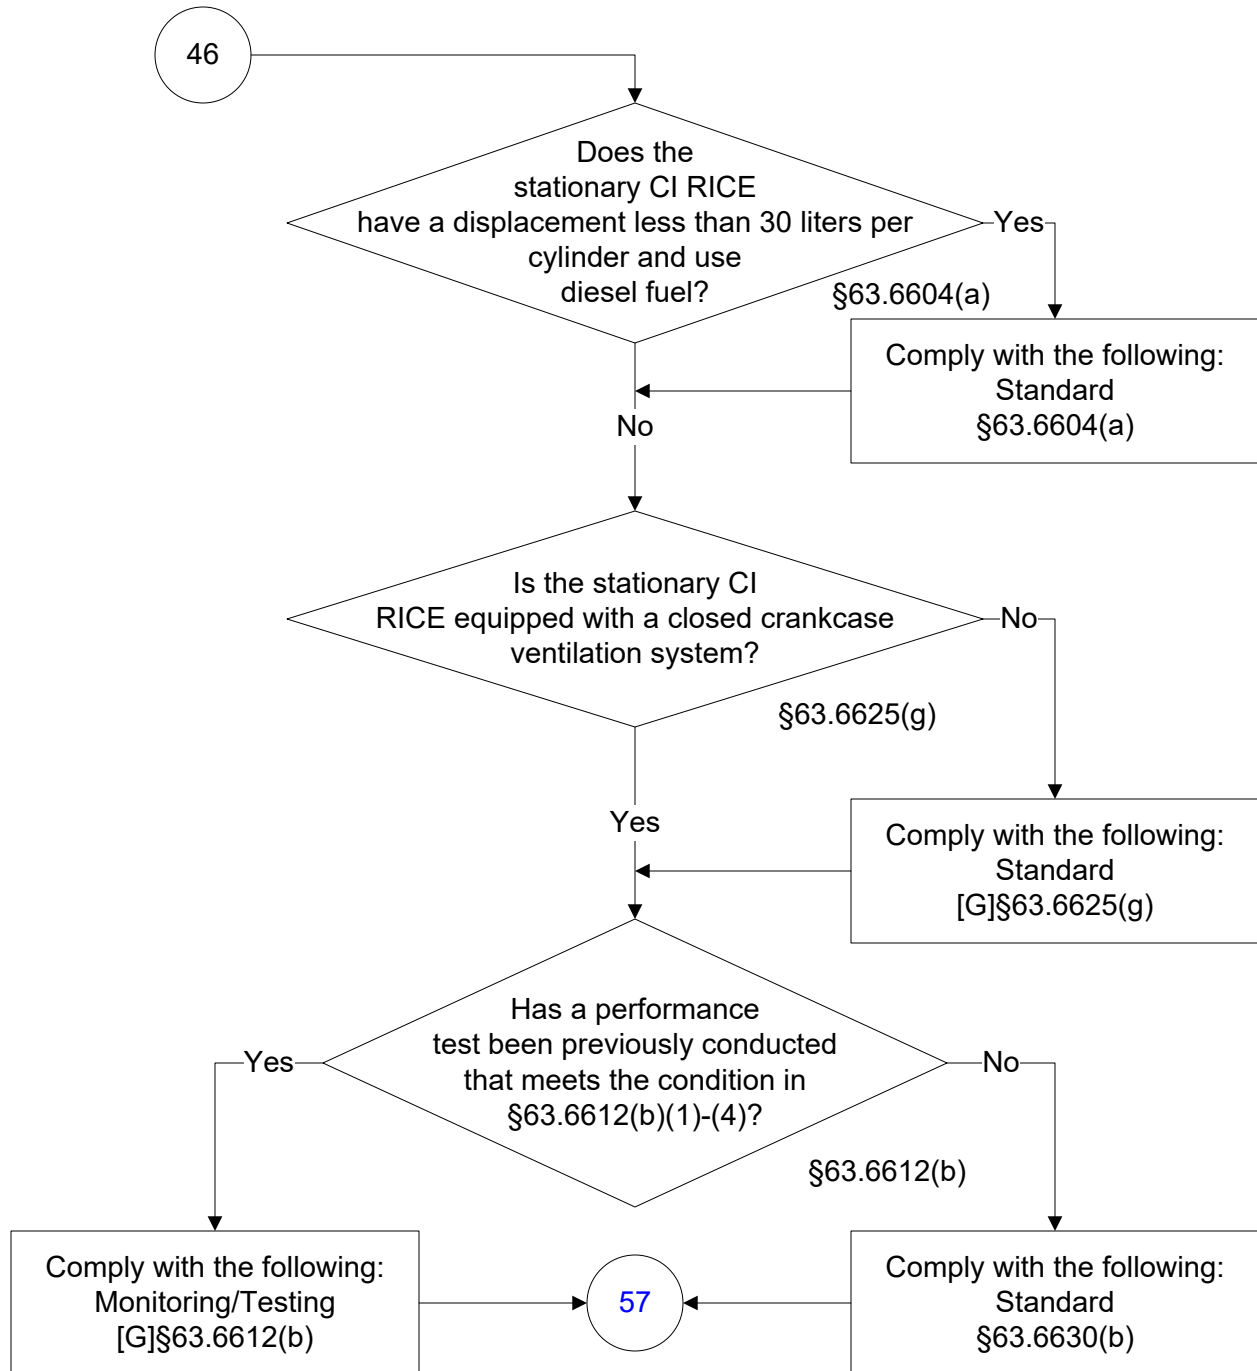 46
Does the
stationary CI RICE
have a displacement less than 30 liters per
cylinder and use
diesel fuel?
Yes
§63.6604(a)
Comply with the following:
Standard
§63.6604(a)
No
Is the stationary CI
RICE equipped with a closed crankcase
ventilation system?
No
§63.6625(g)
Yes
Comply with the following:
Standard
[G]§63.6625(g)
Has a performance
test been previously conducted
that meets the condition in
§63.6612(b)(1)-(4)?
Yes
No
§63.6612(b)
Comply with the following:
Monitoring/Testing
[G]§63.6612(b)
57
Comply with the following:
Standard
§63.6630(b)